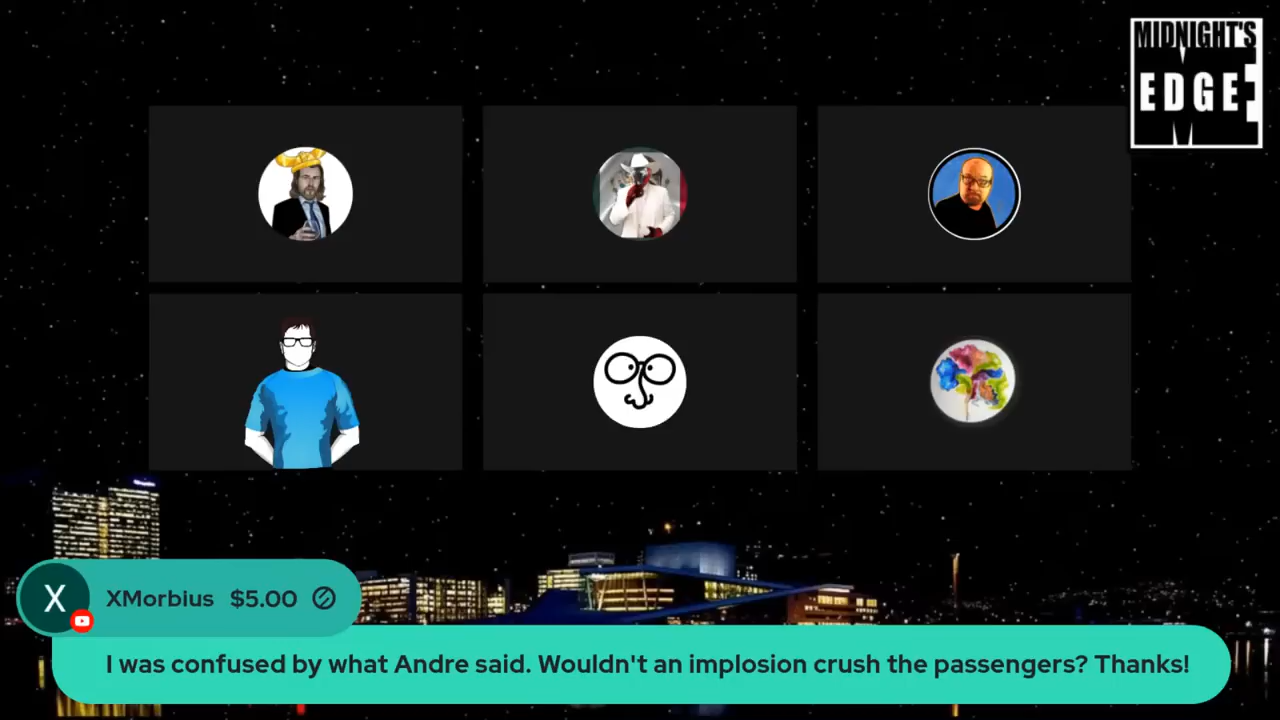 MIDNIGHT'S
EDGE
X
XMorbius $5.00
I was confused by what Andre said. Wouldn't an implosion crush the passengers? Thanks!